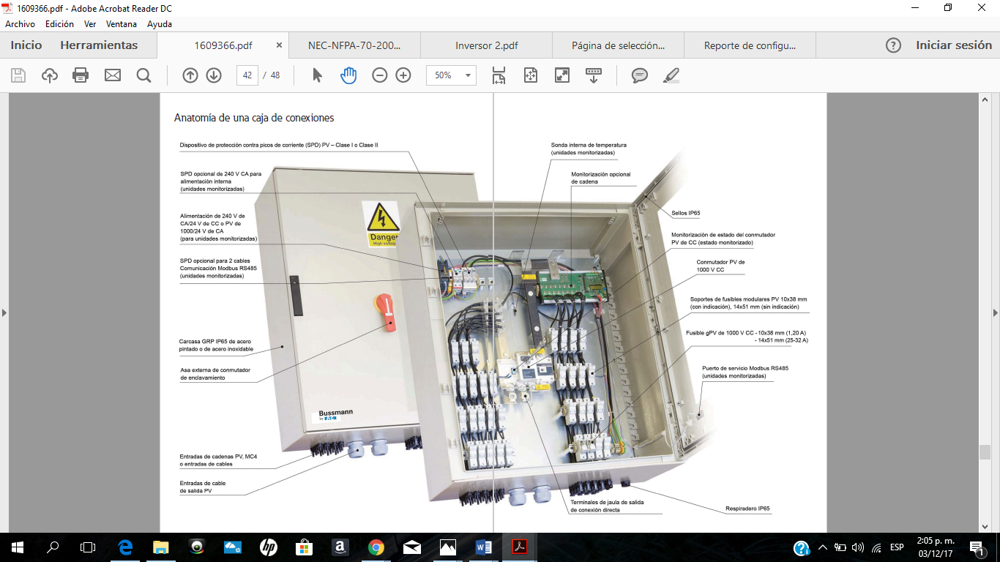 1609366.pdf - Adobe Acrobat Reader DC
Archivo Edición Ver Ventana Ayuda
Inicio Herramientas 1609366.pdf × NEC-NFPA-70-200... Inversor 2.pdf Página de selección... Reporte de configu... Iniciar sesión
42 / 48 50%
Anatomía de una caja de conexiones
Dispositivo de protección contra picos de corriente (SPD) PV – Clase I o Clase II
SPD opcional de 240 V CA para
alimentación interna
(unidades monitorizadas)
Alimentación de 240 V de
CA/24 V de CC o PV de
1000/24 V de CA
(para unidades monitorizadas)
SPD opcional para 2 cables
Comunicación Modbus RS485
(unidades monitorizadas)
Carcasa GRP IP65 de acero
pintado o de acero inoxidable
Asa externa de conmutador
de enclavamiento
Entradas de cadenas PV, MC4
o entradas de cables
Entradas de cable
de salida PV
Danger
High voltage
Bussmann
by EATON
Sonda interna de temperatura
(unidades monitorizadas)
Monitorización opcional
de cadena
Sellos IP65
Monitorización de estado del conmutador
PV de CC (estado monitorizado)
Conmutador PV de
1000 V CC
Soportes de fusibles modulares PV 10x38 mm
(con indicación), 14x51 mm (sin indicación)
Fusible gPV de 1000 V CC - 10x38 mm (1,20 A)
- 14x51 mm (25-32 A)
Puerto de servicio Modbus RS485
(unidades monitorizadas)
Terminales de jaula de salida
de conexión directa
Respiradero IP65
ESP
2:05 p. m.
03/12/17
1